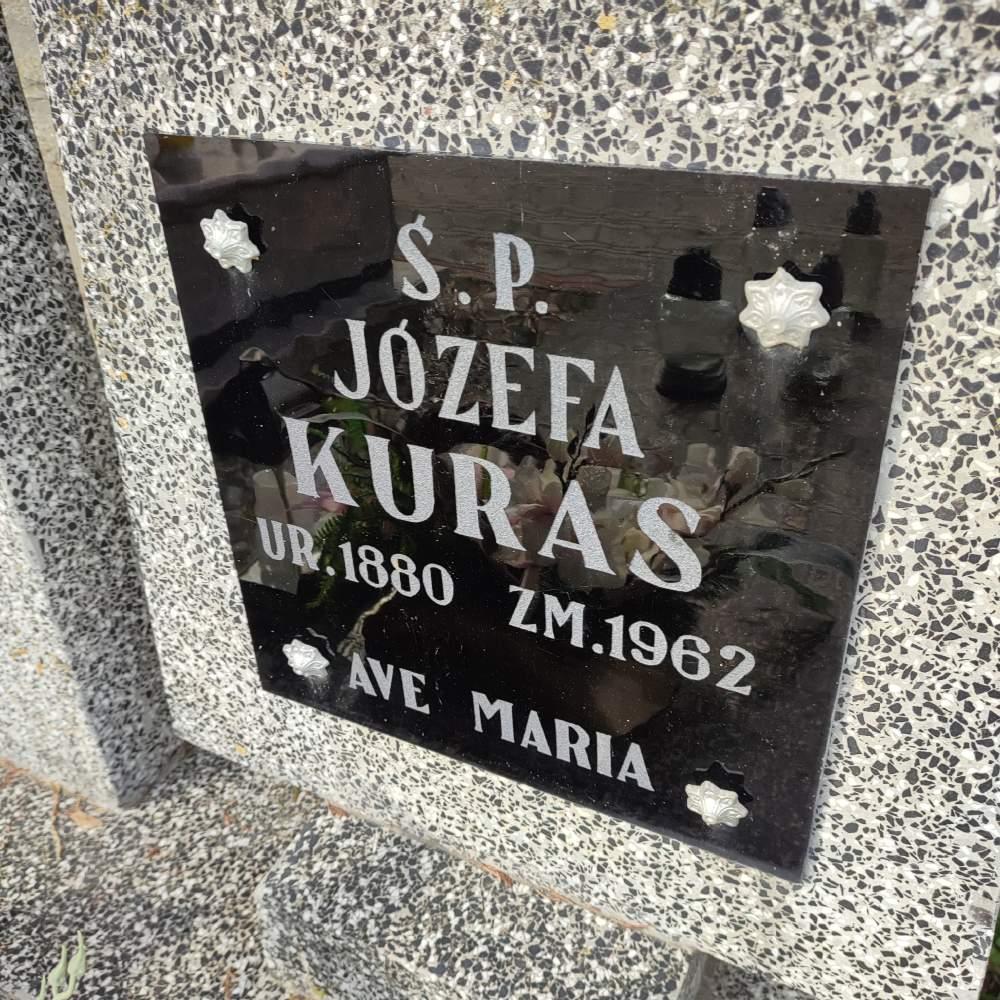 Ś.P.
JÓZEFA
KURAS
UR.1880 ZM.1962
AVE MARIA